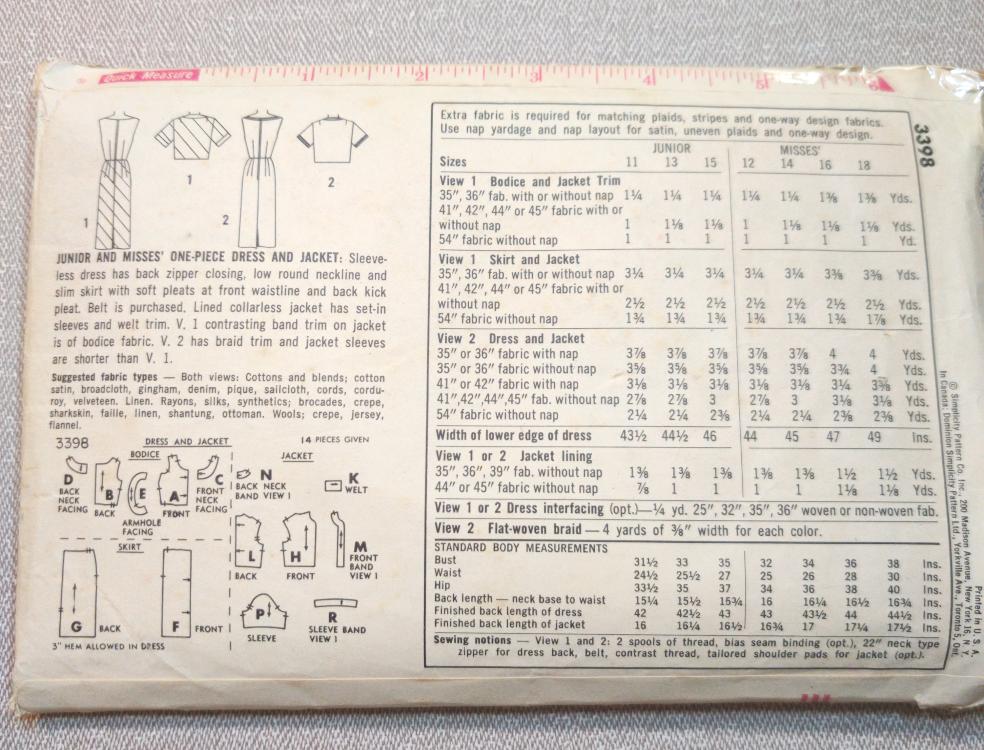 Quick Measure 1 2 3 4 5 6
1 2
1 2
JUNIOR AND MISSES' ONE-PIECE DRESS AND JACKET: Sleeve-
less dress has back zipper closing, low round neckline and
slim skirt with soft pleats at front waistline and back kick
pleat. Belt is purchased. Lined collarless jacket has set-in
sleeves and welt trim. V. 1 contrasting band trim on jacket
is of bodice fabric. V. 2 has braid trim and jacket sleeves
are shorter than V. 1.
Suggested fabric types — Both views: Cottons and blends; cotton
satin, broadcloth, gingham, denim, pique, sailcloth, cords, cordu-
roy, velveteen. Linen. Rayons, silks, synthetics; brocades, crepe,
sharkskin, faille, linen, shantung, ottoman. Wools; crepe, jersey,
flannel.
3398 DRESS AND JACKET 14 PIECES GIVEN
BODICE
D BACK NECK FACING
B BACK
E ARMHOLE FACING
A FRONT
C FRONT NECK FACING
JACKET
N BACK NECK BAND VIEW 1
K WELT
L BACK
H FRONT
M FRONT BAND VIEW 1
SKIRT
G BACK
F FRONT
P SLEEVE
R SLEEVE BAND VIEW 1
3" HEM ALLOWED IN DRESS
Extra fabric is required for matching plaids, stripes and one-way design fabrics.
Use nap yardage and nap layout for satin, uneven plaids and one-way design.
JUNIOR MISSES'
Sizes 11 13 15 12 14 16 18
View 1 Bodice and Jacket Trim
35", 36" fab. with or without nap 1¼ 1¼ 1¼ 1¼ 1¼ 1⅜ 1⅜ Yds.
41", 42", 44" or 45" fabric with or
without nap 1 1⅛ 1⅛ 1 1⅛ 1⅛ 1⅛ Yds.
54" fabric without nap 1 1 1 1 1 1 1 Yd.
View 1 Skirt and Jacket
35", 36" fab. with or without nap 3¼ 3¼ 3¼ 3¼ 3¼ 3⅜ 3⅜ Yds.
41", 42", 44" or 45" fabric with or
without nap 2½ 2½ 2½ 2½ 2½ 2½ 2½ Yds.
54" fabric without nap 1¾ 1¾ 1¾ 1¾ 1¾ 1¾ 1⅞ Yds.
View 2 Dress and Jacket
35" or 36" fabric with nap 3⅞ 3⅞ 3⅞ 3⅞ 3⅞ 4 4 Yds.
35" or 36" fabric without nap 3⅝ 3⅝ 3⅝ 3⅝ 3⅝ 3¾ 4 Yds.
41" or 42" fabric with nap 3⅛ 3⅛ 3⅛ 3⅛ 3⅛ 3¼ 3⅜ Yds.
41",42",44",45" fab. without nap 2⅞ 2⅞ 3 2⅞ 3 3⅛ 3⅛ Yds.
54" fabric without nap 2¼ 2¼ 2⅜ 2¼ 2¼ 2⅜ 2⅜ Yds.
Width of lower edge of dress 43½ 44½ 46 44 45 47 49 Ins.
View 1 or 2 Jacket lining
35", 36", 39" fab. without nap 1⅜ 1⅜ 1⅜ 1⅜ 1⅜ 1½ 1½ Yds.
44" or 45" fabric without nap ⅞ 1 1 1 1 1⅛ 1⅛ Yds.
View 1 or 2 Dress interfacing (opt.)—¼ yd. 25", 32", 35", 36" woven or non-woven fab.
View 2 Flat-woven braid — 4 yards of ⅜" width for each color.
STANDARD BODY MEASUREMENTS
Bust 31½ 33 35 32 34 36 38 Ins.
Waist 24½ 25½ 27 25 26 28 30 Ins.
Hip 33½ 35 37 34 36 38 40 Ins.
Back length — neck base to waist 15¼ 15½ 15¾ 16 16¼ 16½ 16¾ Ins.
Finished back length of dress 42 42½ 43 43 43½ 44 44½ Ins.
Finished back length of jacket 16 16¼ 16½ 16¾ 17 17¼ 17½ Ins.
Sewing notions — View 1 and 2: 2 spools of thread, bias seam binding (opt.), 22" neck type
zipper for dress back, belt, contrast thread, tailored shoulder pads for jacket (opt.).
3398
© Simplicity Pattern Co. Inc., 200 Madison Avenue, New York 16, N. Y.
In Canada: Dominion Simplicity Pattern Ltd., Yorkville Ave., Toronto 5, Ont.
Printed in U. S. A.